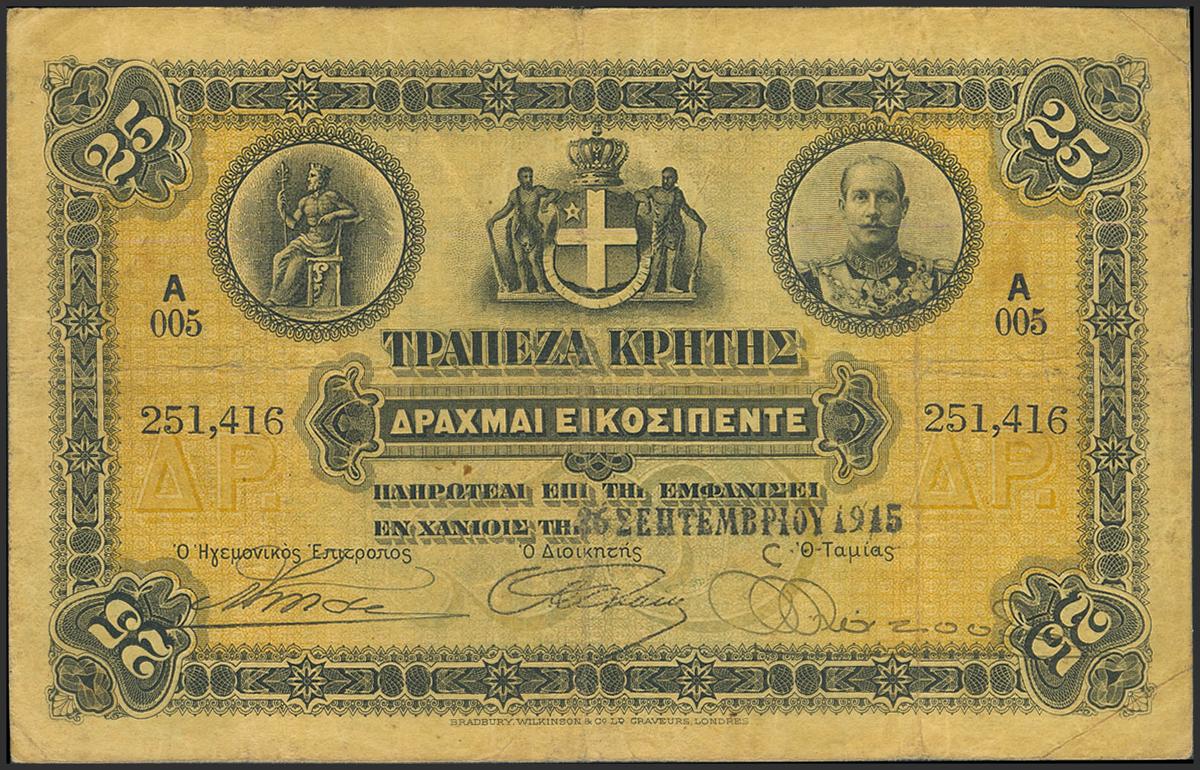 25 25
Α Α
005 005
ΤΡΑΠΕΖΑ ΚΡΗΤΗΣ
251,416 ΔΡΑΧΜΑΙ ΕΙΚΟΣΙΠΕΝΤΕ 251,416
ΔΡ. ΔΡ.
ΠΛΗΡΩΤΕΑΙ ΕΠΙ ΤΗι ΕΜΦΑΝΙΣΕΙ
ΕΝ ΧΑΝΙΟΙΣ ΤΗι 26 ΣΕΠΤΕΜΒΡΙΟΥ 1915
Ὁ Ἡγεμονικὸς Ἐπίτροπος Ὁ Διοικητής Ὁ Ταμίας
25 25
BRADBURY, WILKINSON & Cº Lᴰ GRAVEURS, LONDRES